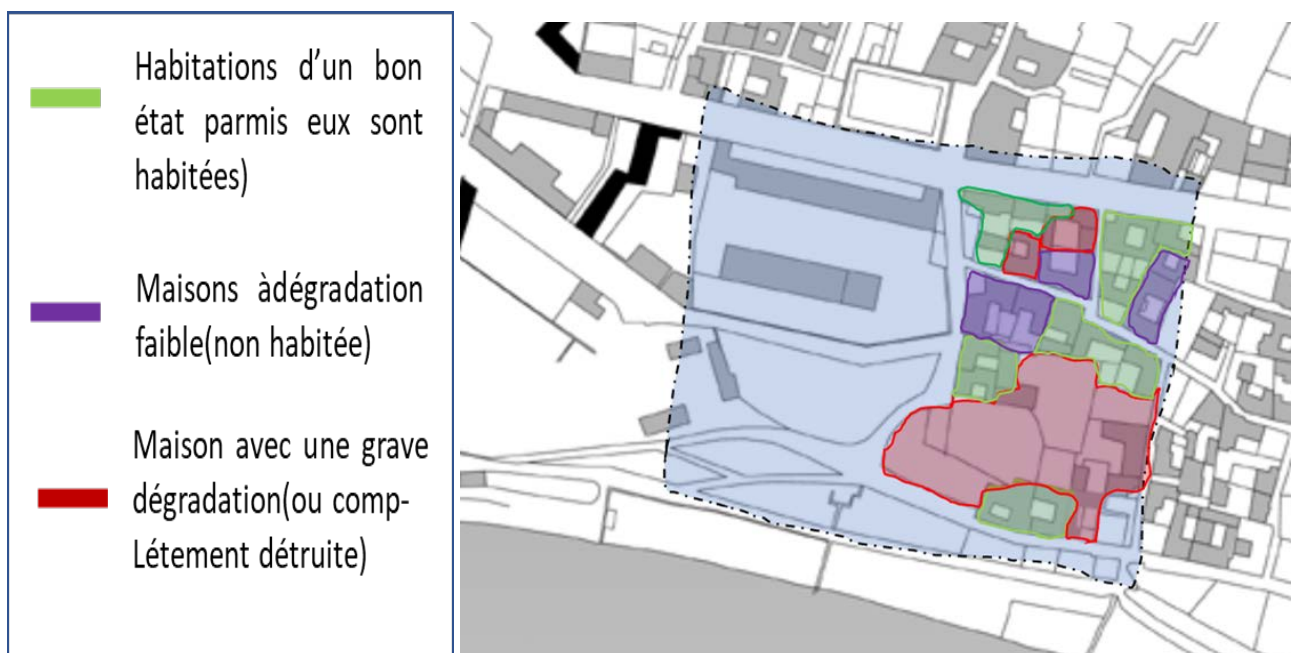 Habitations d'un bon
état parmis eux sont
habitées)
Maisons àdégradation
faible(non habitée)
Maison avec une grave
dégradation(ou comp-
Létement détruite)